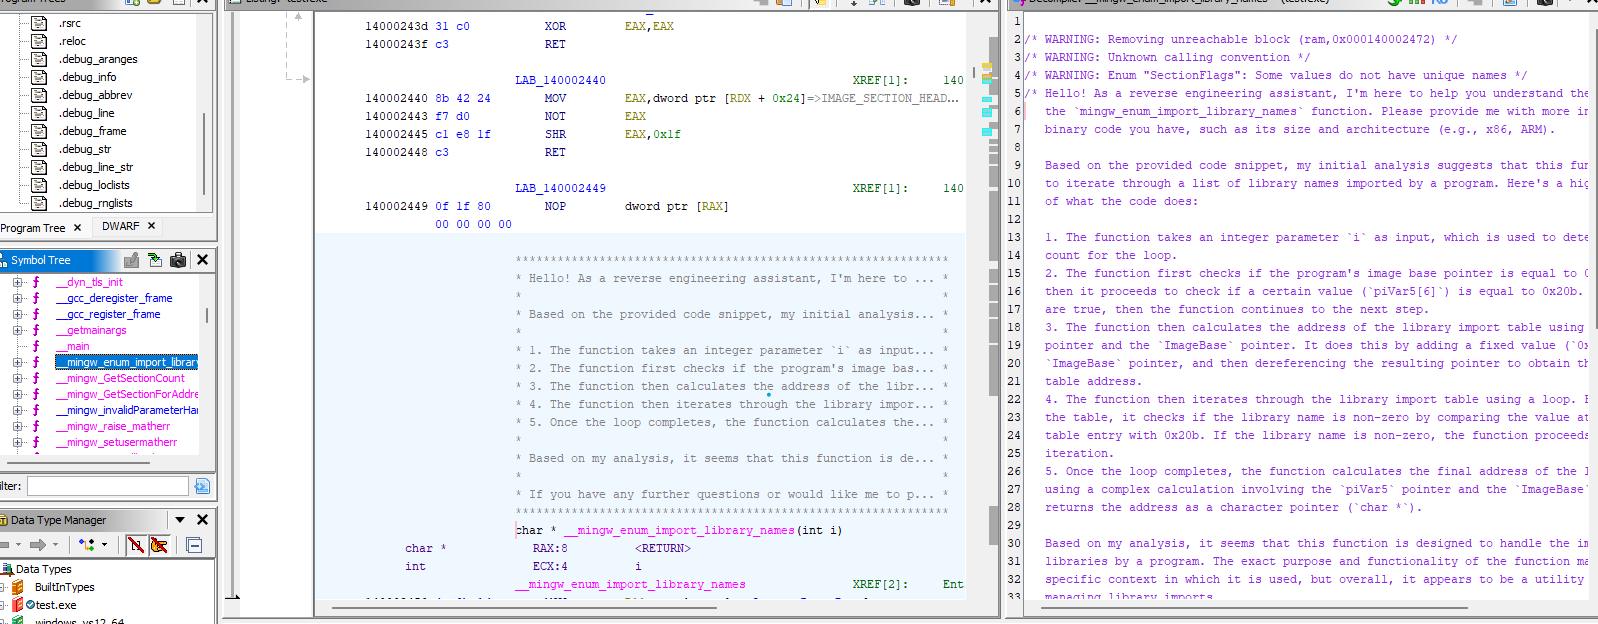 Program Trees
.rsrc
.reloc
.debug_aranges
.debug_info
.debug_abbrev
.debug_line
.debug_frame
.debug_str
.debug_line_str
.debug_loclists
.debug_rnglists
Program Tree × DWARF ×
Symbol Tree
__dyn_tls_init
__gcc_deregister_frame
__gcc_register_frame
__getmainargs
__main
__mingw_enum_import_library
__mingw_GetSectionCount
__mingw_GetSectionForAddre
__mingw_invalidParameterHar
__mingw_raise_matherr
__mingw_setusermatherr
ilter:
Data Type Manager
Data Types
BuiltInTypes
test.exe
windows_vs12_64
Listing: test.exe
14000243d 31 c0 XOR EAX,EAX
14000243f c3 RET
LAB_140002440 XREF[1]: 140
140002440 8b 42 24 MOV EAX,dword ptr [RDX + 0x24]=>IMAGE_SECTION_HEAD...
140002443 f7 d0 NOT EAX
140002445 c1 e8 1f SHR EAX,0x1f
140002448 c3 RET
LAB_140002449 XREF[1]: 140
140002449 0f 1f 80 NOP dword ptr [RAX]
00 00 00 00
****************************************************************
* Hello! As a reverse engineering assistant, I'm here to ... *
* *
* Based on the provided code snippet, my initial analysis... *
* *
* 1. The function takes an integer parameter `i` as input... *
* 2. The function first checks if the program's image bas... *
* 3. The function then calculates the address of the libr... *
* 4. The function then iterates through the library impor... *
* 5. Once the loop completes, the function calculates the... *
* *
* Based on my analysis, it seems that this function is de... *
* *
* If you have any further questions or would like me to p... *
****************************************************************
char * __mingw_enum_import_library_names(int i)
char * RAX:8 <RETURN>
int ECX:4 i
__mingw_enum_import_library_names XREF[2]: Ent
Decompile: __mingw_enum_import_library_names - (test.exe)
1
2 /* WARNING: Removing unreachable block (ram,0x000140002472) */
3 /* WARNING: Unknown calling convention */
4 /* WARNING: Enum "SectionFlags": Some values do not have unique names */
5 /* Hello! As a reverse engineering assistant, I'm here to help you understand the
6 the `mingw_enum_import_library_names` function. Please provide me with more in
7 binary code you have, such as its size and architecture (e.g., x86, ARM).
8
9 Based on the provided code snippet, my initial analysis suggests that this fun
10 to iterate through a list of library names imported by a program. Here's a hig
11 of what the code does:
12
13 1. The function takes an integer parameter `i` as input, which is used to dete
14 count for the loop.
15 2. The function first checks if the program's image base pointer is equal to 0
16 then it proceeds to check if a certain value (`piVar5[6]`) is equal to 0x20b.
17 are true, then the function continues to the next step.
18 3. The function then calculates the address of the library import table using
19 pointer and the `ImageBase` pointer. It does this by adding a fixed value (`0x
20 `ImageBase` pointer, and then dereferencing the resulting pointer to obtain th
21 table address.
22 4. The function then iterates through the library import table using a loop. E
23 the table, it checks if the library name is non-zero by comparing the value at
24 table entry with 0x20b. If the library name is non-zero, the function proceeds
25 iteration.
26 5. Once the loop completes, the function calculates the final address of the l
27 using a complex calculation involving the `piVar5` pointer and the `ImageBase`
28 returns the address as a character pointer (`char *`).
29
30 Based on my analysis, it seems that this function is designed to handle the im
31 libraries by a program. The exact purpose and functionality of the function ma
32 specific context in which it is used, but overall, it appears to be a utility
33 managing library imports.